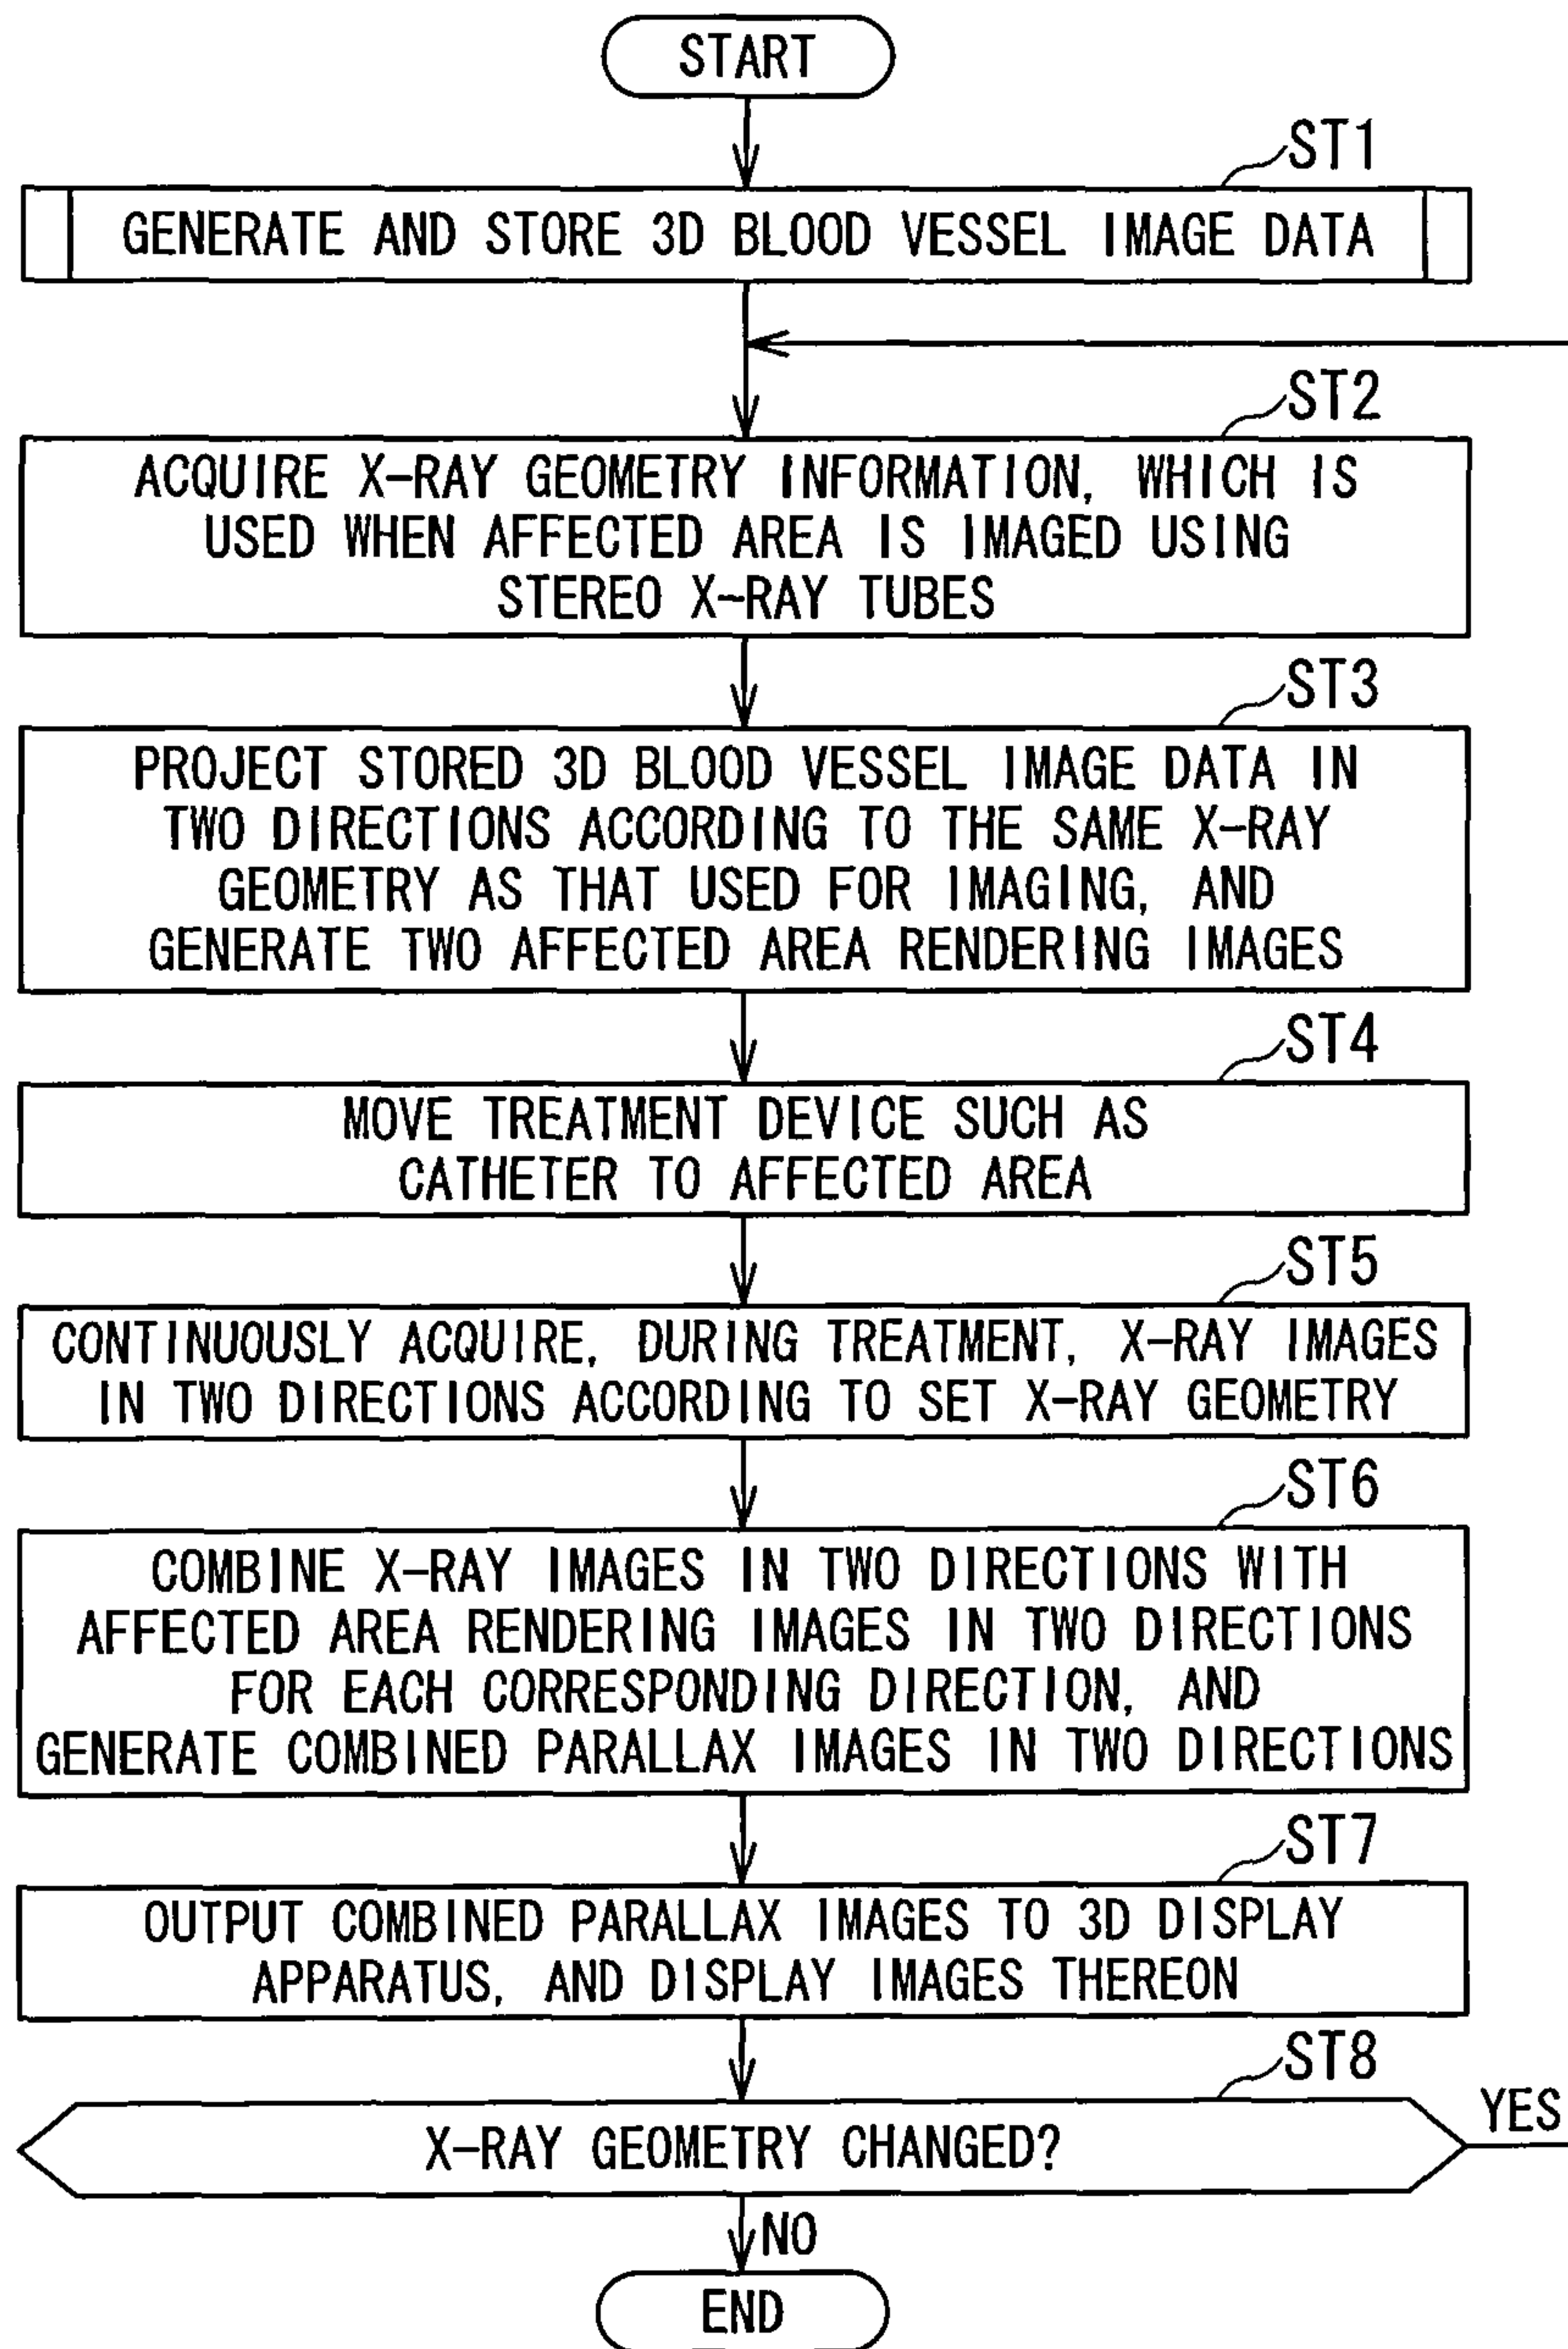 START
ST1
GENERATE AND STORE 3D BLOOD VESSEL IMAGE DATA
ST2
ACQUIRE X-RAY GEOMETRY INFORMATION, WHICH IS
USED WHEN AFFECTED AREA IS IMAGED USING
STEREO X-RAY TUBES
ST3
PROJECT STORED 3D BLOOD VESSEL IMAGE DATA IN
TWO DIRECTIONS ACCORDING TO THE SAME X-RAY
GEOMETRY AS THAT USED FOR IMAGING, AND
GENERATE TWO AFFECTED AREA RENDERING IMAGES
ST4
MOVE TREATMENT DEVICE SUCH AS
CATHETER TO AFFECTED AREA
ST5
CONTINUOUSLY ACQUIRE, DURING TREATMENT, X-RAY IMAGES
IN TWO DIRECTIONS ACCORDING TO SET X-RAY GEOMETRY
ST6
COMBINE X-RAY IMAGES IN TWO DIRECTIONS WITH
AFFECTED AREA RENDERING IMAGES IN TWO DIRECTIONS
FOR EACH CORRESPONDING DIRECTION, AND
GENERATE COMBINED PARALLAX IMAGES IN TWO DIRECTIONS
ST7
OUTPUT COMBINED PARALLAX IMAGES TO 3D DISPLAY
APPARATUS, AND DISPLAY IMAGES THEREON
ST8
X-RAY GEOMETRY CHANGED?
YES
NO
END